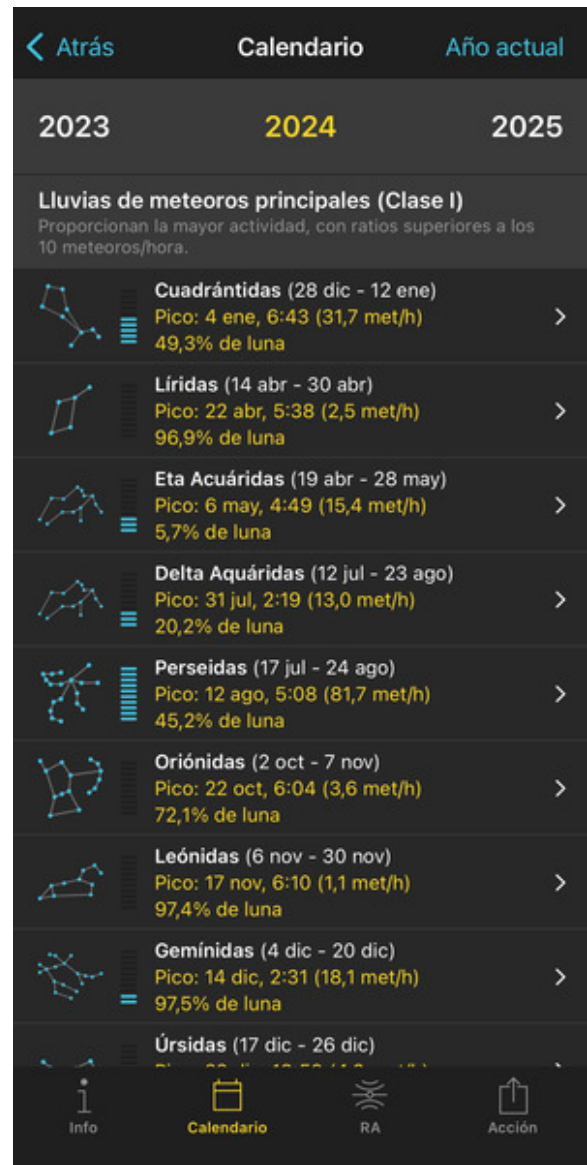 Atrás
Calendario
Año actual
2023
2024
2025
Lluvias de meteoros principales (Clase I)
Proporcionan la mayor actividad, con ratios superiores a los
10 meteoros/hora.
Cuadrántidas (28 dic - 12 ene)
Pico: 4 ene, 6:43 (31,7 met/h)
49,3% de luna
Líridas (14 abr - 30 abr)
Pico: 22 abr, 5:38 (2,5 met/h)
96,9% de luna
Eta Acuáridas (19 abr - 28 may)
Pico: 6 may, 4:49 (15,4 met/h)
5,7% de luna
Delta Aquáridas (12 jul - 23 ago)
Pico: 31 jul, 2:19 (13,0 met/h)
20,2% de luna
Perseidas (17 jul - 24 ago)
Pico: 12 ago, 5:08 (81,7 met/h)
45,2% de luna
Oriónidas (2 oct - 7 nov)
Pico: 22 oct, 6:04 (3,6 met/h)
72,1% de luna
Leónidas (6 nov - 30 nov)
Pico: 17 nov, 6:10 (1,1 met/h)
97,4% de luna
Gemínidas (4 dic - 20 dic)
Pico: 14 dic, 2:31 (18,1 met/h)
97,5% de luna
Úrsidas (17 dic - 26 dic)
Info
Calendario
RA
Acción